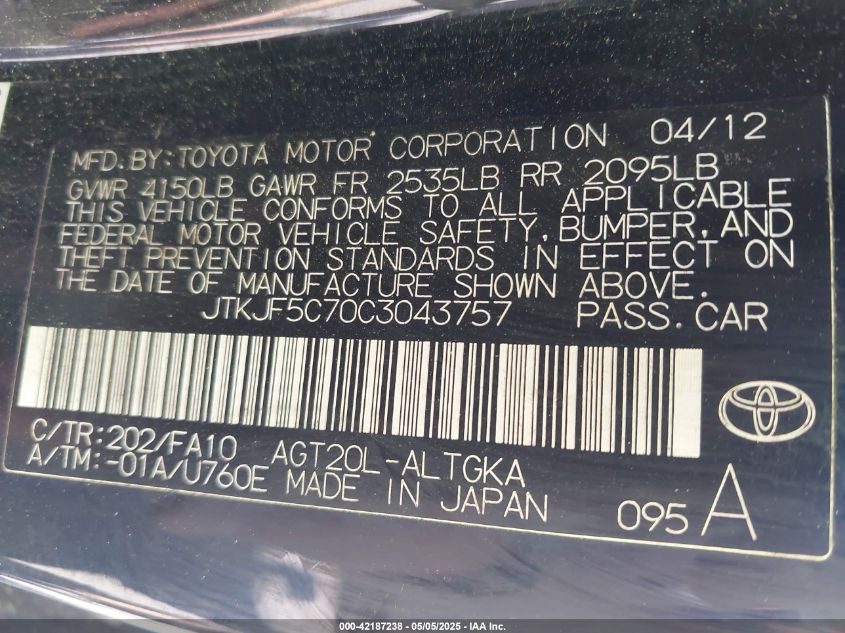 MFD.BY:TOYOTA MOTOR CORPORATION 04/12
GVWR 4150LB GAWR FR 2535LB RR 2095LB
THIS VEHICLE CONFORMS TO ALL APPLICABLE
FEDERAL MOTOR VEHICLE SAFETY,BUMPER,AND
THEFT PREVENTION STANDARDS IN EFFECT ON
THE DATE OF MANUFACTURE SHOWN ABOVE.
JTKJF5C70C3043757 PASS.CAR
C/TR:202/FA10 AGT20L-ALTGKA
A/TM:-01A/U760E MADE IN JAPAN
095 A
000-42187238 - 05/05/2025 - IAA Inc.